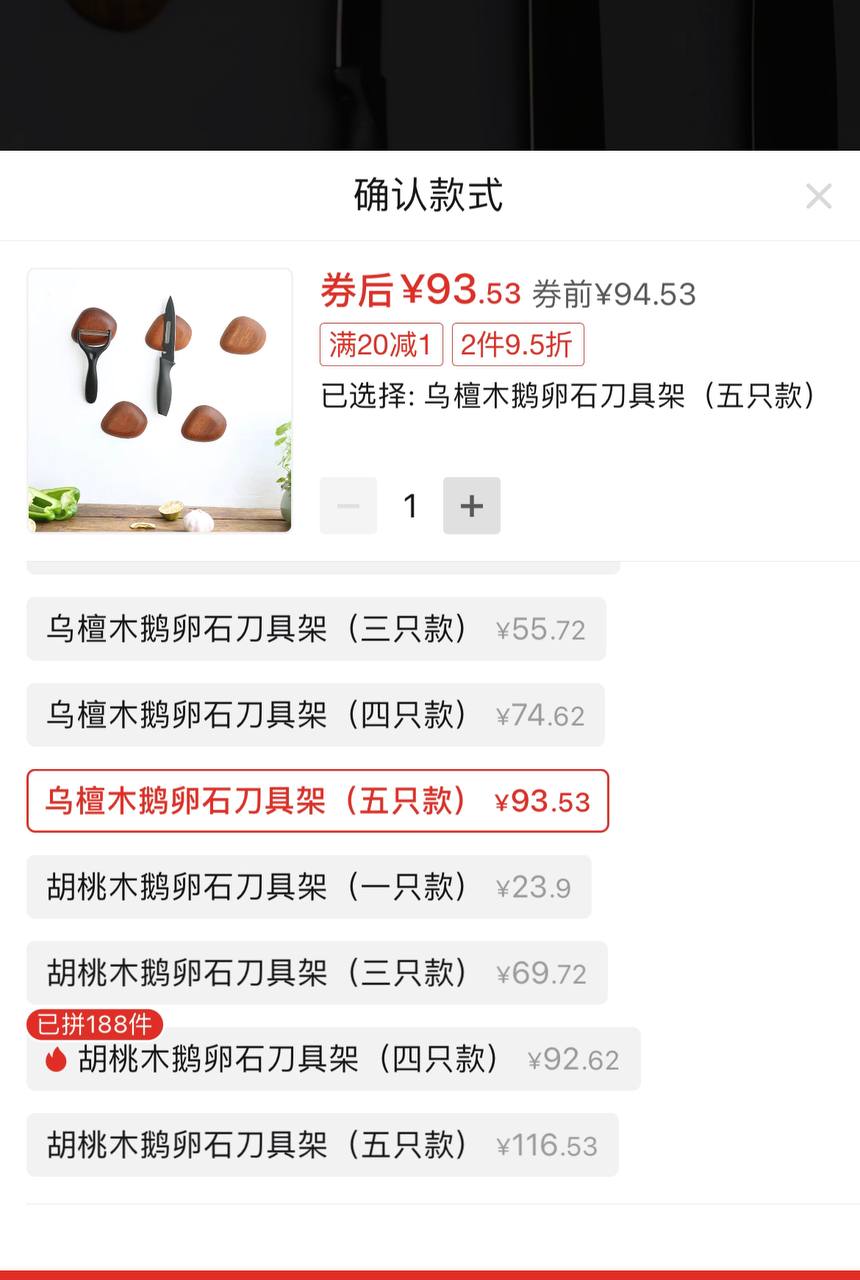 确认款式
券后¥93.53 券前¥94.53
满20减1 2件9.5折
已选择: 乌檀木鹅卵石刀具架（五只款）
1
乌檀木鹅卵石刀具架（三只款） ¥55.72
乌檀木鹅卵石刀具架（四只款） ¥74.62
乌檀木鹅卵石刀具架（五只款） ¥93.53
胡桃木鹅卵石刀具架（一只款） ¥23.9
胡桃木鹅卵石刀具架（三只款） ¥69.72
已拼188件
胡桃木鹅卵石刀具架（四只款） ¥92.62
胡桃木鹅卵石刀具架（五只款） ¥116.53